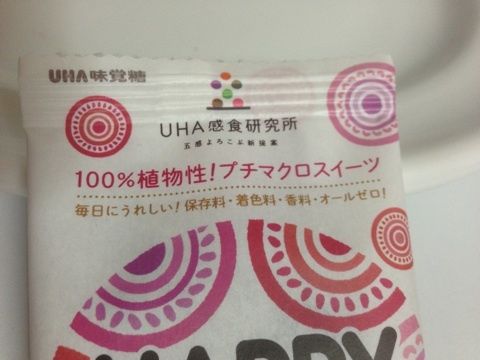 UHA味覚糖
UHA感食研究所
五感よろこぶ新提案
100%植物性!プチマクロスイーツ
毎日にうれしい!保存料・着色料・香料・オールゼロ!
HAPPY